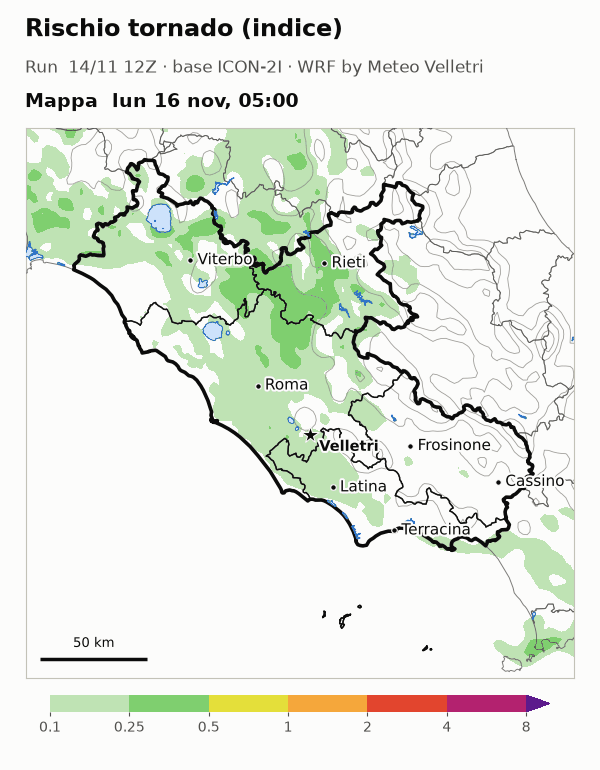 Rischio tornado (indice)
Run  14/11 12Z · base ICON-2I · WRF by Meteo Velletri
Mappa  lun 16 nov, 05:00
Viterbo
Rieti
Roma
Velletri
Frosinone
Latina
Cassino
Terracina
50 km
0.1 0.25 0.5 1 2 4 8